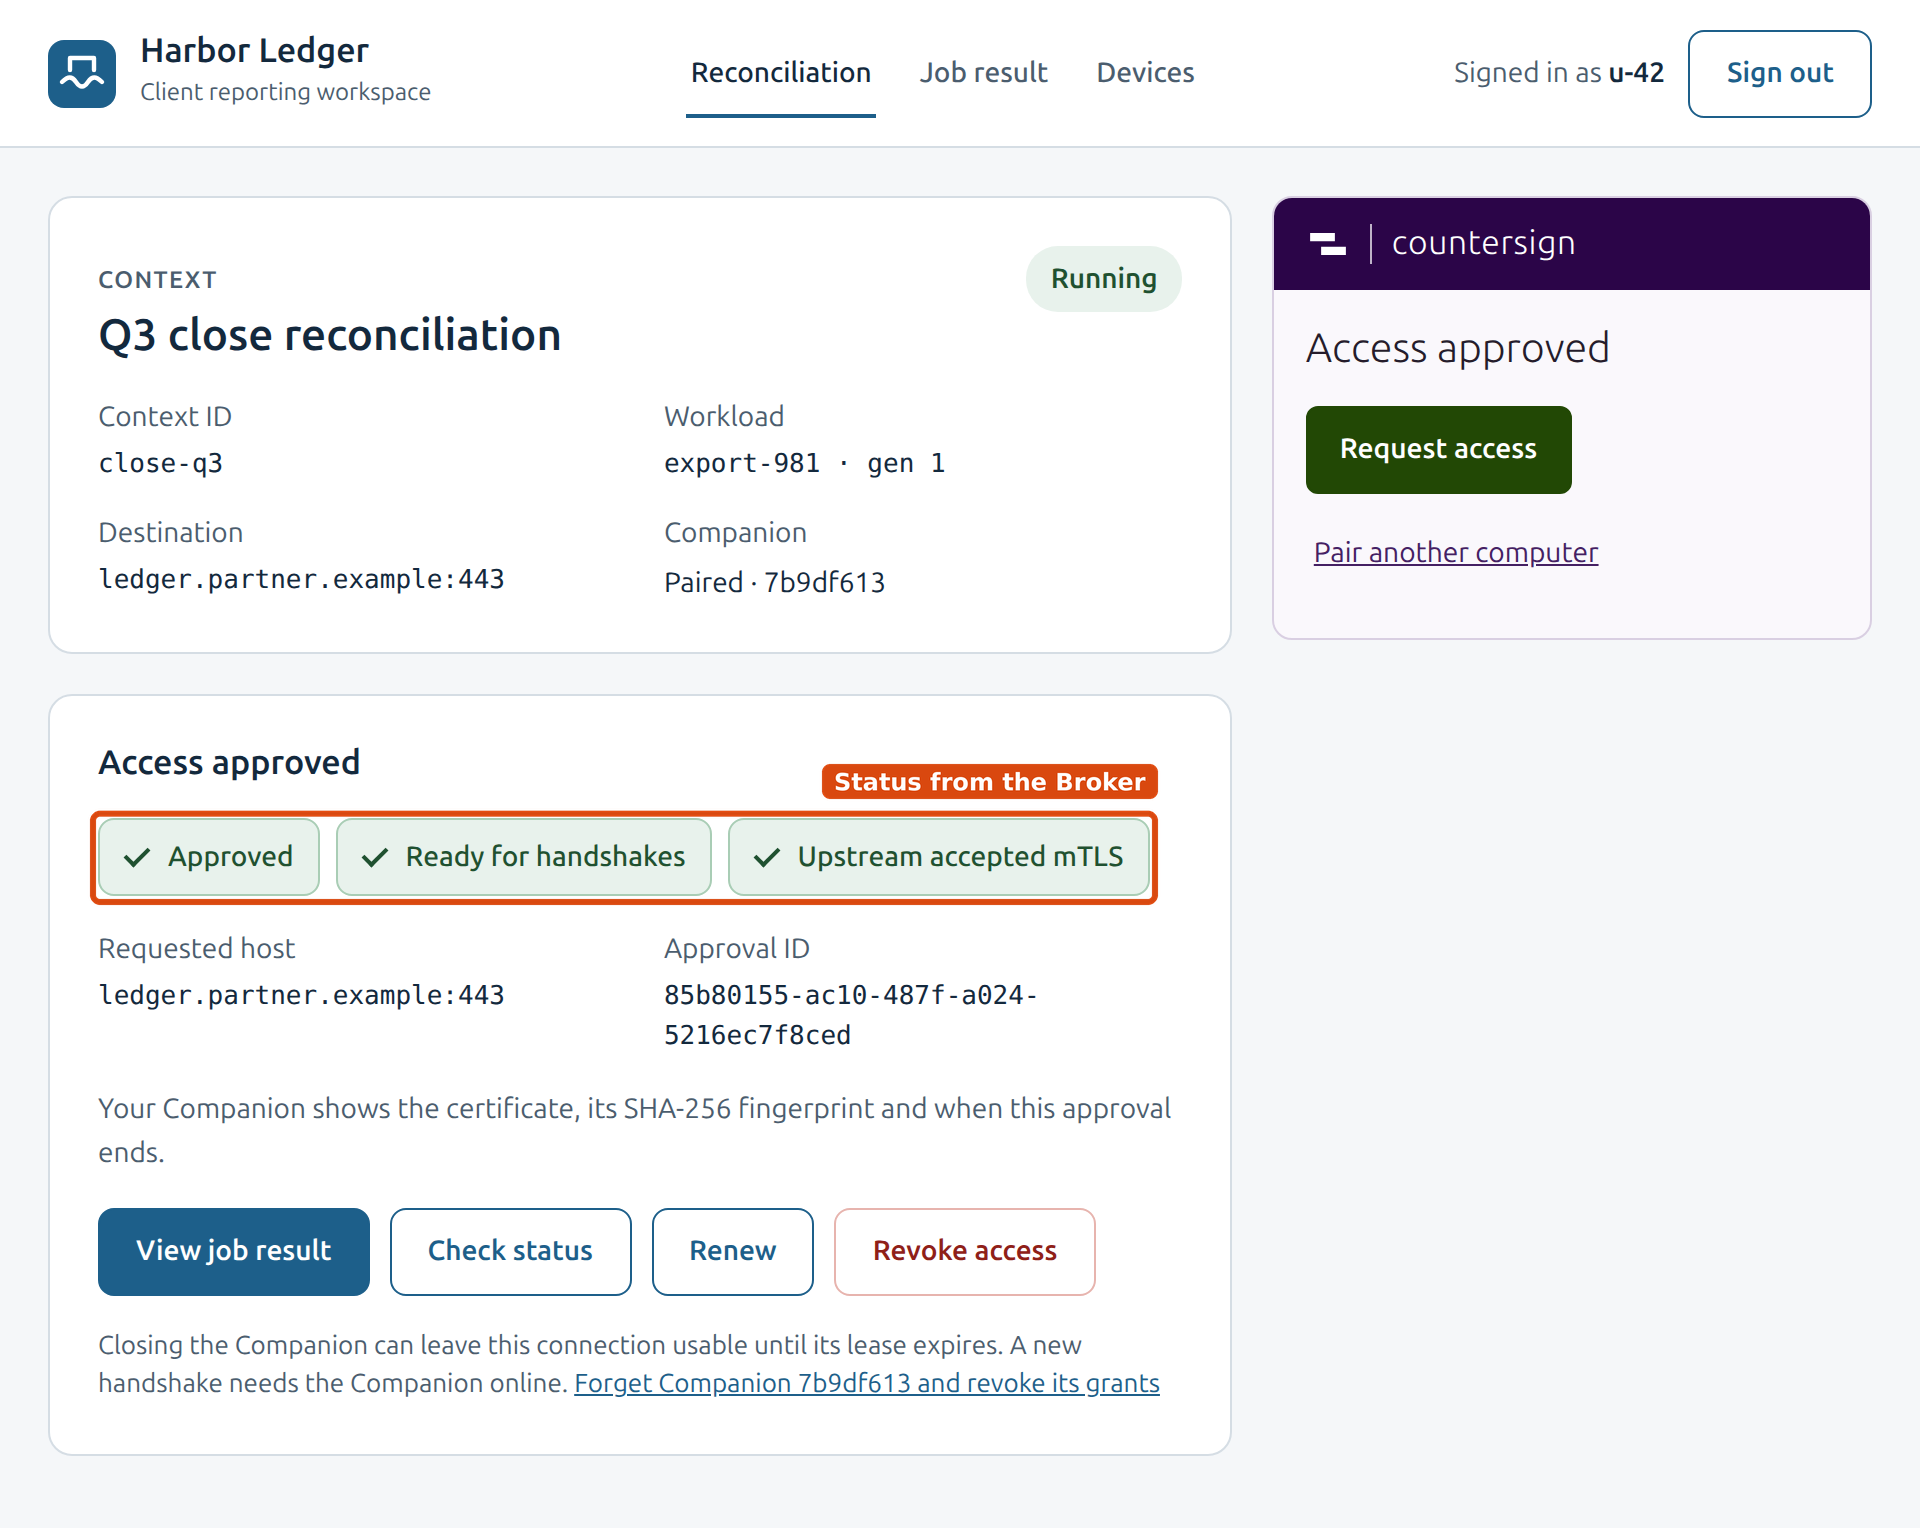 Harbor Ledger
Client reporting workspace
Reconciliation
Job result
Devices
Signed in as u-42
Sign out
CONTEXT
Running
Q3 close reconciliation
Context ID
close-q3
Workload
export-981 · gen 1
Destination
ledger.partner.example:443
Companion
Paired · 7b9df613
countersign
Access approved
Request access
Pair another computer
Access approved
Status from the Broker
Approved
Ready for handshakes
Upstream accepted mTLS
Requested host
ledger.partner.example:443
Approval ID
85b80155-ac10-487f-a024-
5216ec7f8ced
Your Companion shows the certificate, its SHA-256 fingerprint and when this approval
ends.
View job result
Check status
Renew
Revoke access
Closing the Companion can leave this connection usable until its lease expires. A new
handshake needs the Companion online. Forget Companion 7b9df613 and revoke its grants